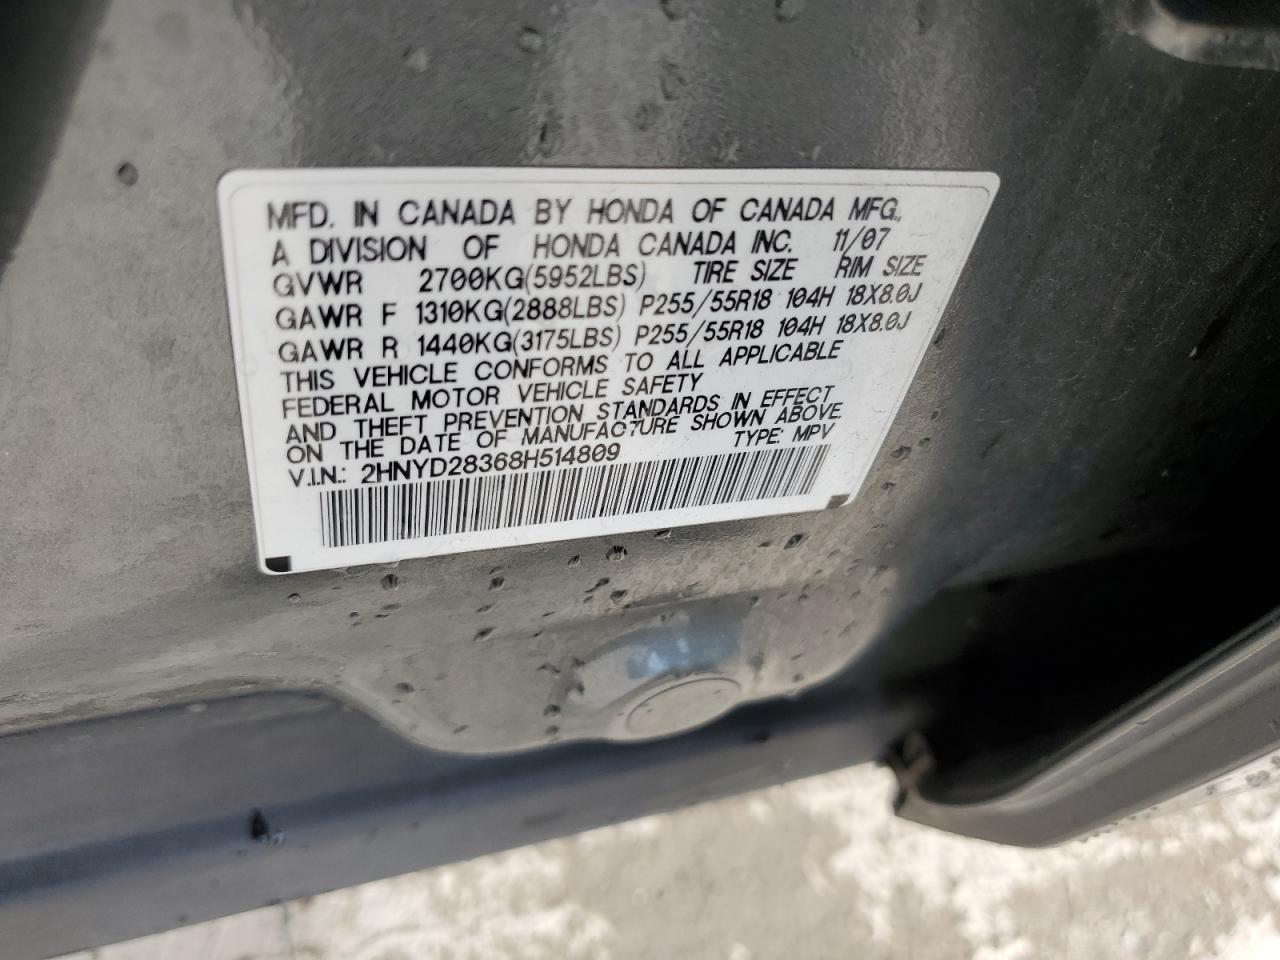 MFD. IN CANADA BY HONDA OF CANADA MFG.,
A DIVISION OF HONDA CANADA INC. 11/07
GVWR 2700KG(5952LBS) TIRE SIZE RIM SIZE
GAWR F 1310KG(2888LBS) P255/55R18 104H 18X8.0J
GAWR R 1440KG(3175LBS) P255/55R18 104H 18X8.0J
THIS VEHICLE CONFORMS TO ALL APPLICABLE
FEDERAL MOTOR VEHICLE SAFETY
AND THEFT PREVENTION STANDARDS IN EFFECT
ON THE DATE OF MANUFACTURE SHOWN ABOVE.
V.I.N.: 2HNYD28368H514809 TYPE: MPV